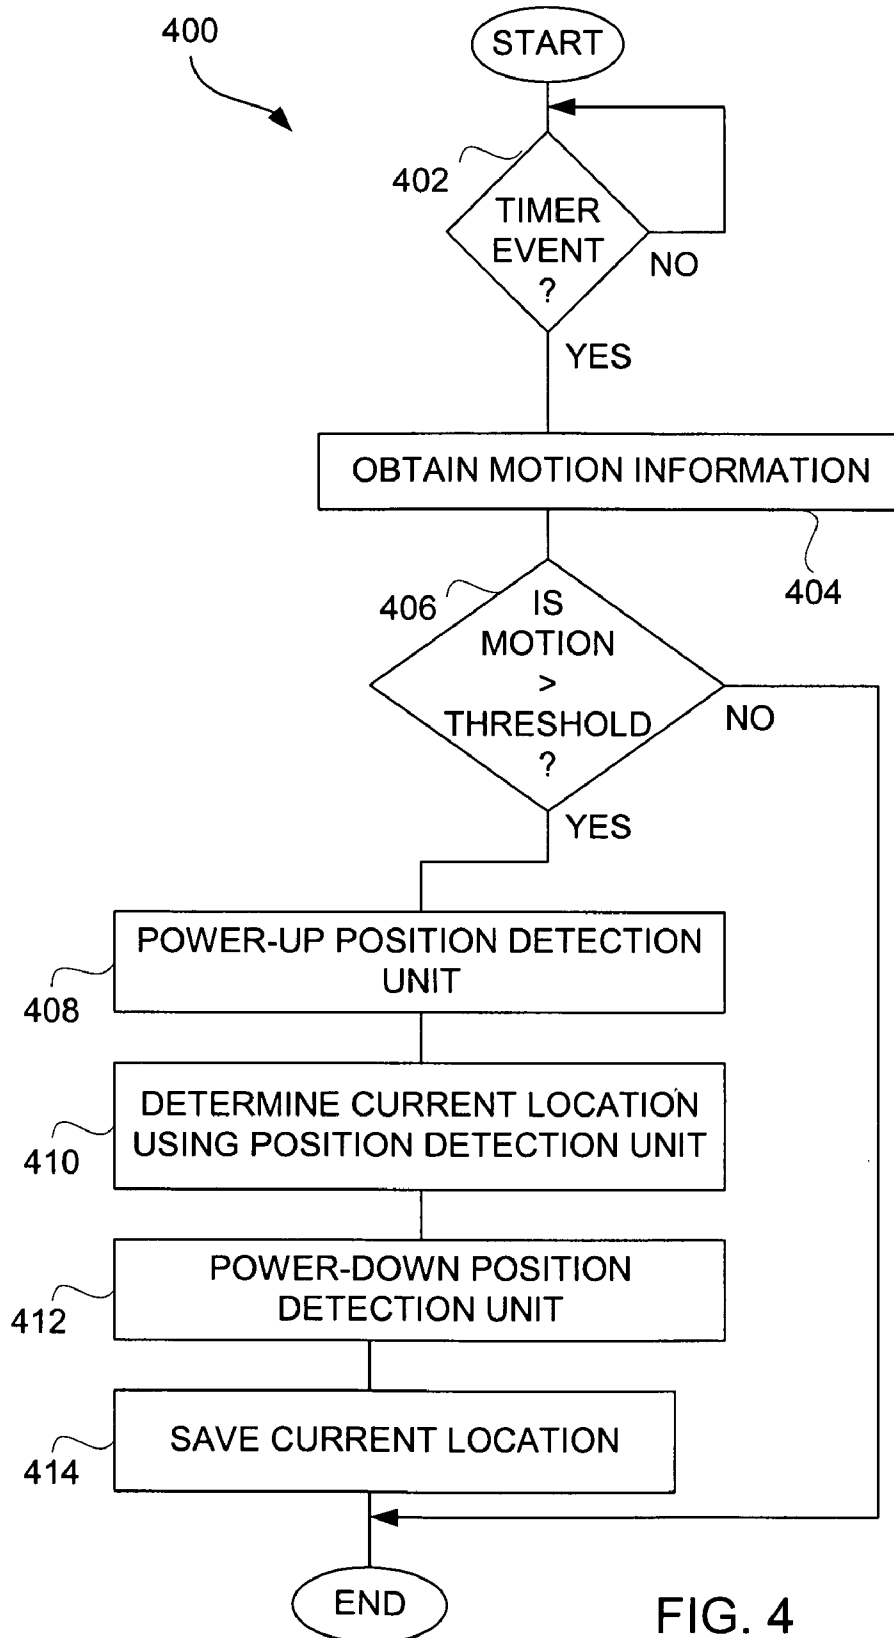 400
START
402
TIMER
EVENT
?
NO
YES
OBTAIN MOTION INFORMATION
404
406
IS
MOTION
>
THRESHOLD
?
NO
YES
POWER-UP POSITION DETECTION
UNIT
408
DETERMINE CURRENT LOCATION
USING POSITION DETECTION UNIT
410
POWER-DOWN POSITION
DETECTION UNIT
412
SAVE CURRENT LOCATION
414
END
FIG. 4